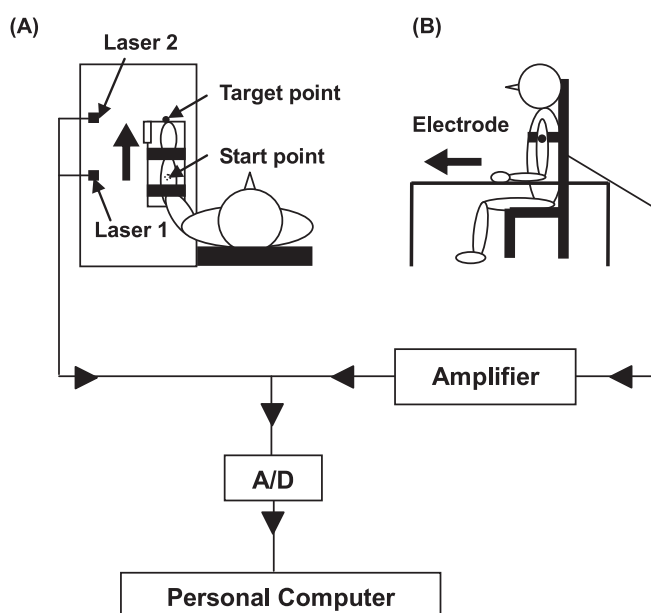 (A)
Laser 2
Target point
Start point
Laser 1
(B)
Electrode
Amplifier
A/D
Personal Computer